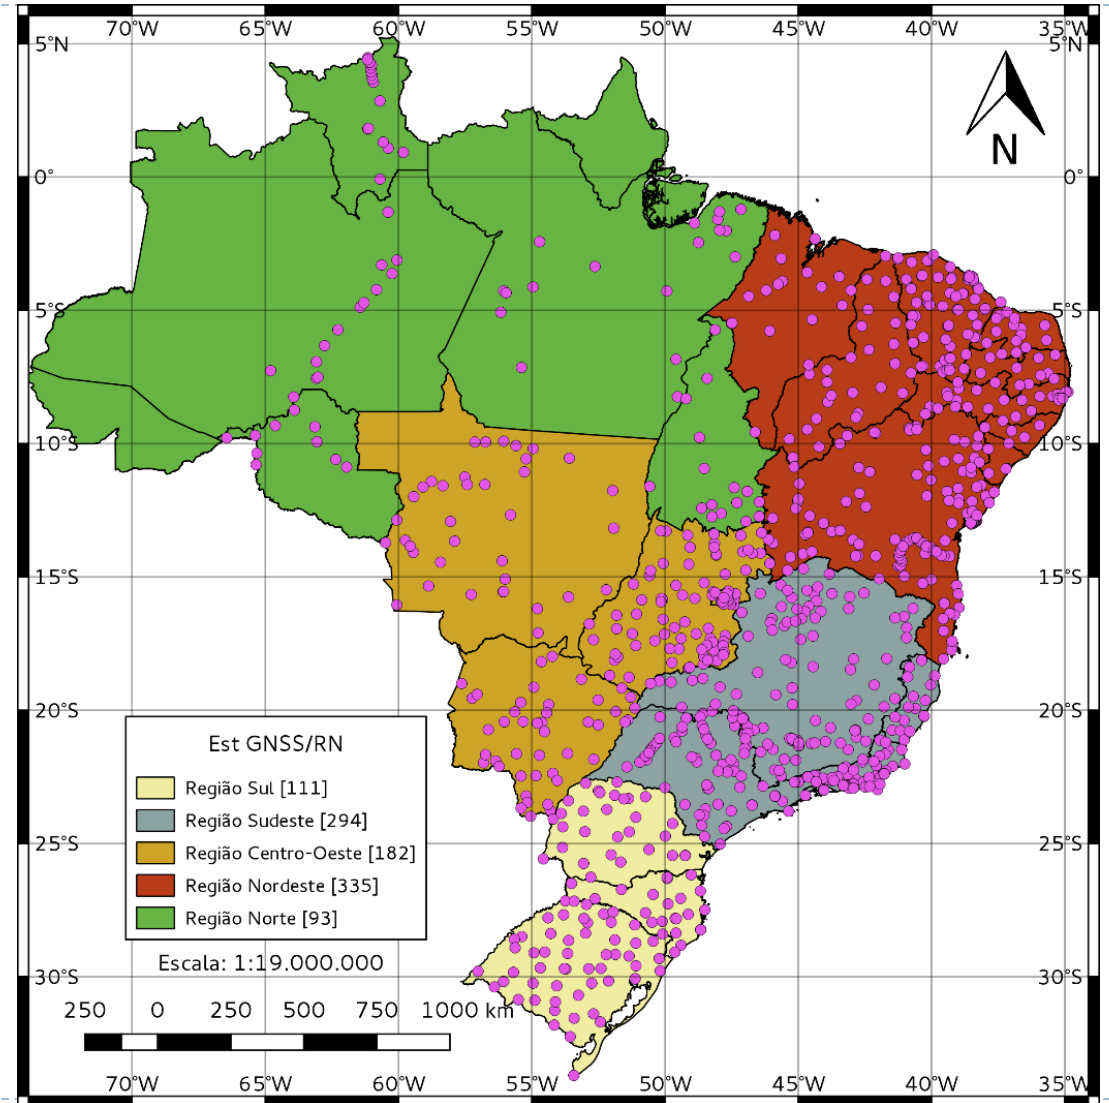 70°W 65°W 60°W 55°W 50°W 45°W 40°W 35°W
5°N 5°N
N
0° 0°
5°S 5°S
10°S 10°S
15°S 15°S
20°S 20°S
Est GNSS/RN
Região Sul [111]
Região Sudeste [294]
25°S 25°S
Região Centro-Oeste [182]
Região Nordeste [335]
Região Norte [93]
Escala: 1:19.000.000
30°S 30°S
250 0 250 500 750 1000 km
70°W 65°W 60°W 55°W 50°W 45°W 40°W 35°W